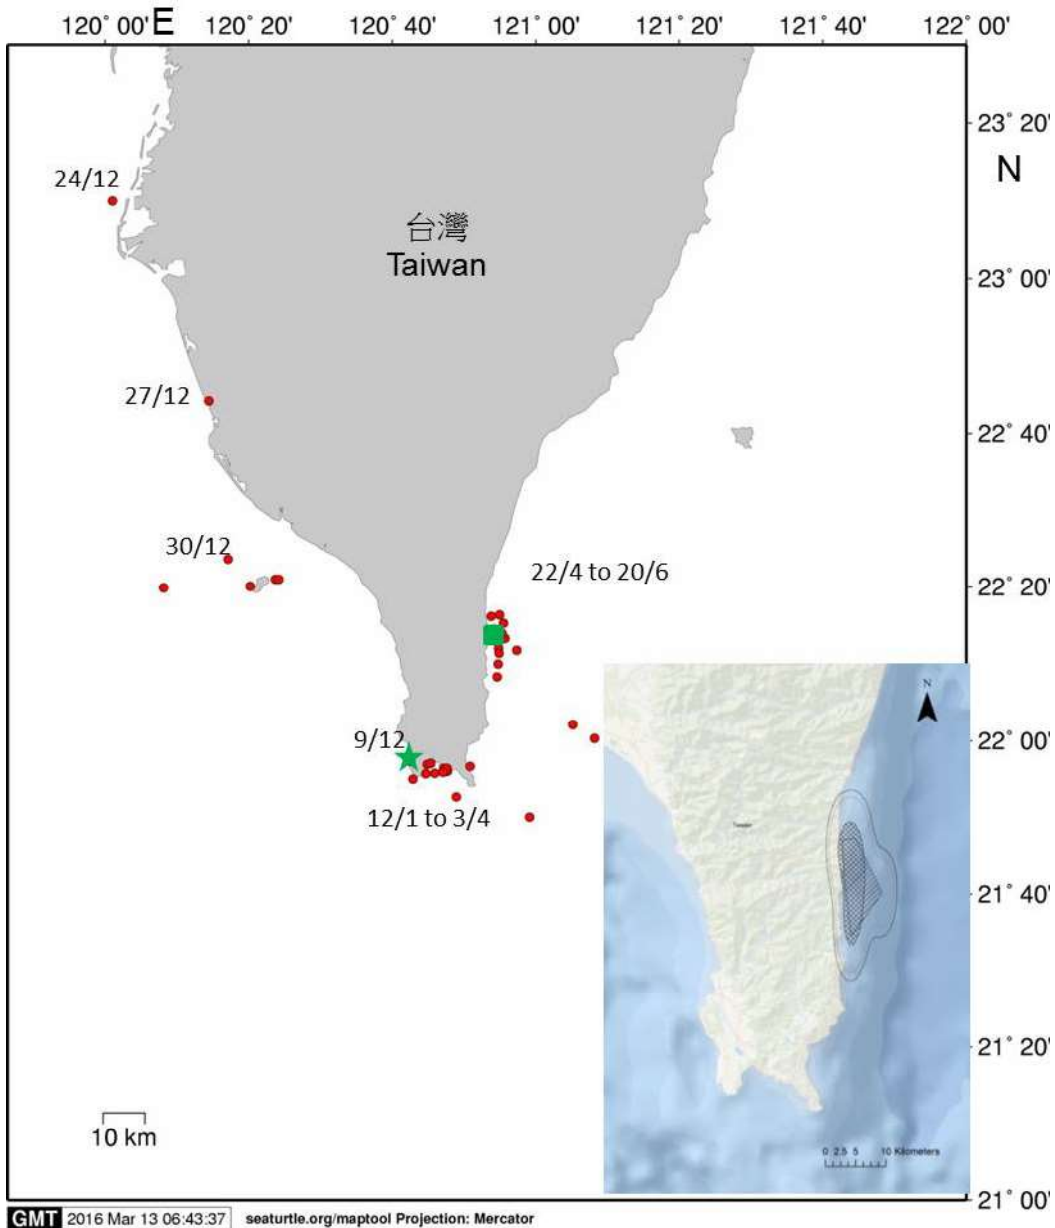 120° 00' E 120° 20' 120° 40' 121° 00' 121° 20' 121° 40' 122° 00'
23° 20'
N
24/12
台灣
Taiwan
23° 00'
27/12
22° 40'
30/12
22/4 to 20/6
22° 20'
9/12
22° 00'
12/1 to 3/4
N
21° 40'
21° 20'
10 km
0 2.5 5 10 Kilometers
21° 00'
GMT 2016 Mar 13 06:43:37 seaturtle.org/maptool Projection: Mercator